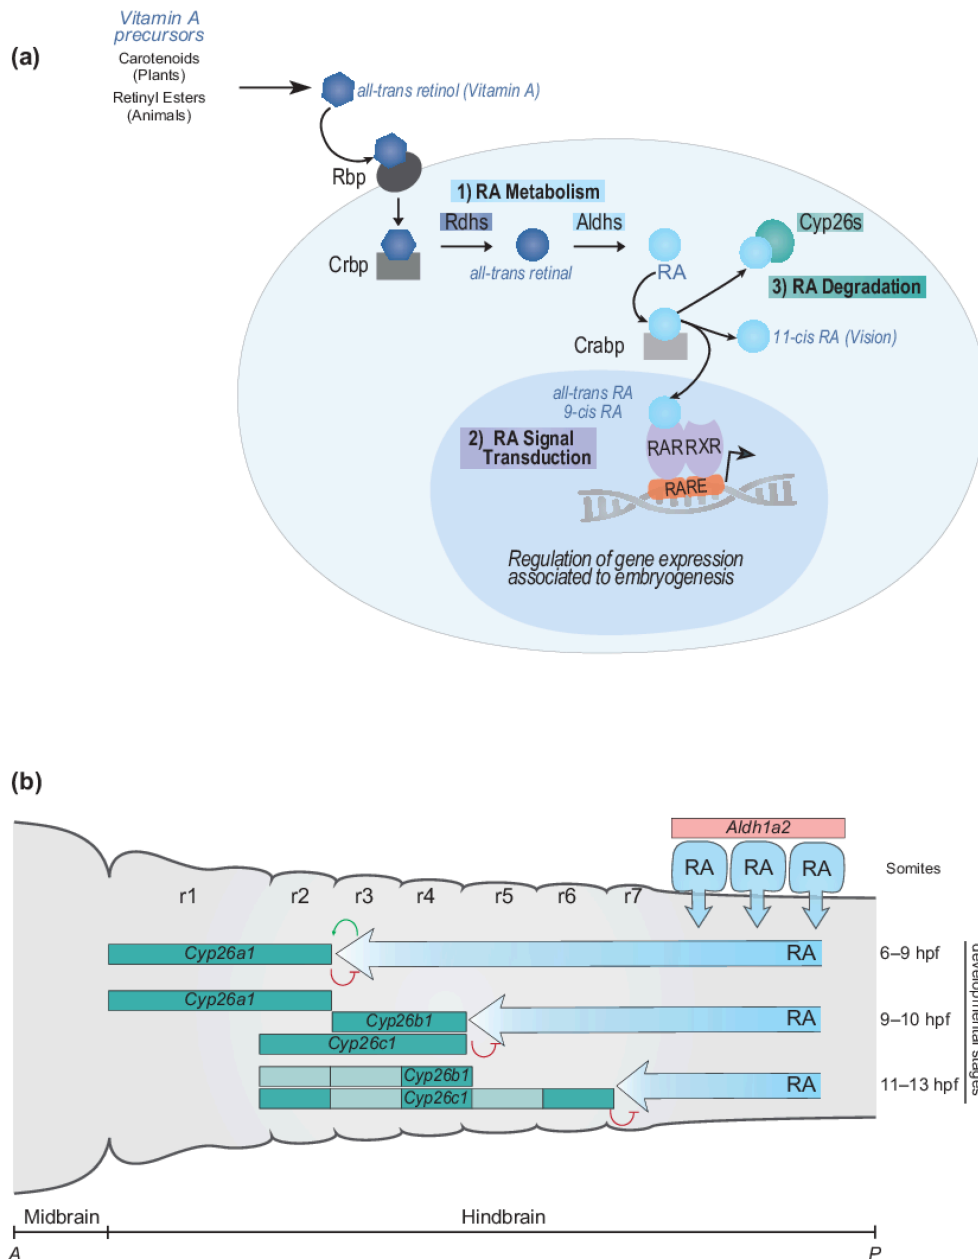 (a)
Vitamin A
precursors
Carotenoids
(Plants)
Retinyl Esters
(Animals)
all-trans retinol (Vitamin A)
Rbp
1) RA Metabolism
Rdhs
Aldhs
Cyp26s
Crbp
all-trans retinal
RA
3) RA Degradation
Crabp
11-cis RA (Vision)
all-trans RA
9-cis RA
2) RA Signal
Transduction
RAR RXR
RARE
Regulation of gene expression
associated to embryogenesis
(b)
Aldh1a2
RA RA RA
Somites
r1 r2 r3 r4 r5 r6 r7
Cyp26a1
RA
6–9 hpf
Cyp26a1
Cyp26b1
RA
9–10 hpf
Cyp26c1
Cyp26b1
RA
11–13 hpf
Cyp26c1
developmental stages
Midbrain
Hindbrain
A
P